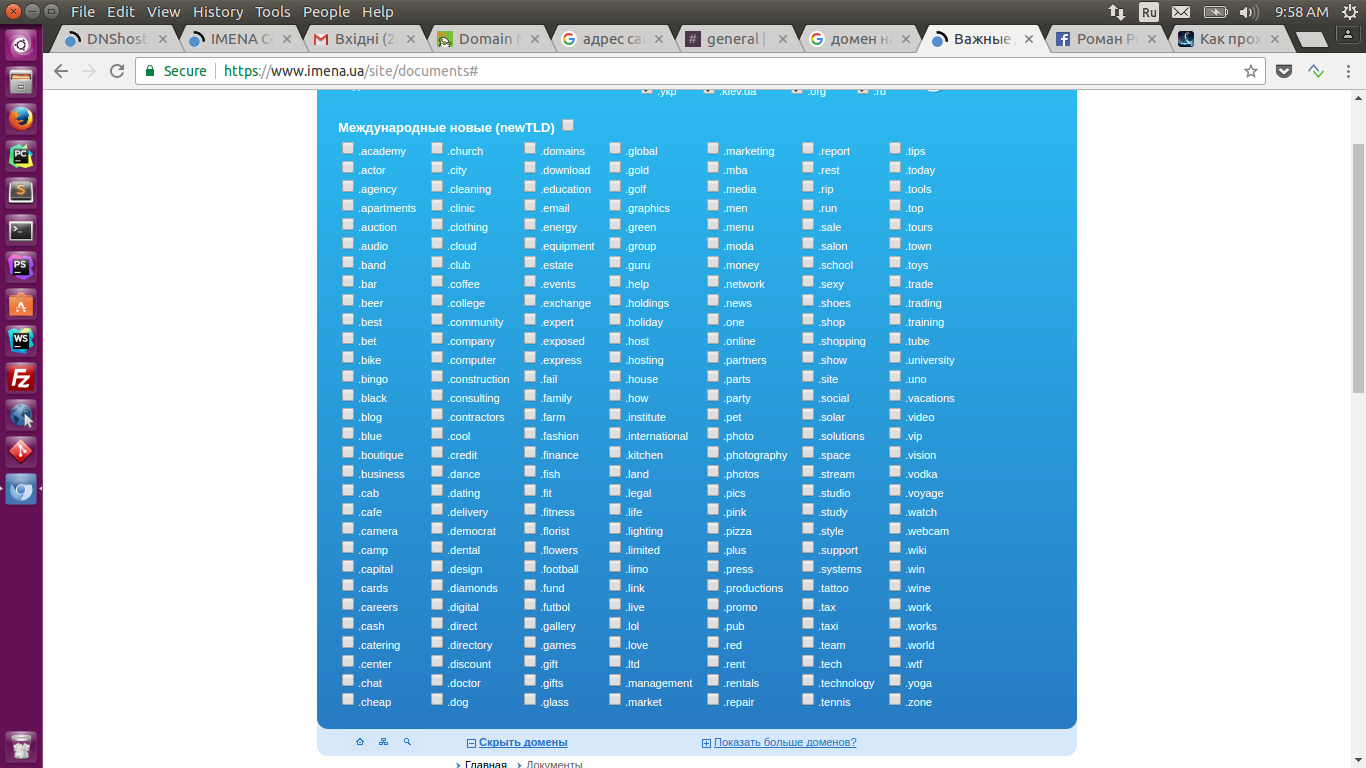 File Edit View History Tools People Help
Ru 9:58 AM
DNShost IMENA Co Вхідні (2 Domain адрес са general | домен на Важные Роман Ро Как прох
Secure https://www.imena.ua/site/documents#
.укр .kiev.ua .org .ru
Международные новые (newTLD)
.academy .church .domains .global .marketing .report .tips
.actor .city .download .gold .mba .rest .today
.agency .cleaning .education .golf .media .rip .tools
.apartments .clinic .email .graphics .men .run .top
.auction .clothing .energy .green .menu .sale .tours
.audio .cloud .equipment .group .moda .salon .town
.band .club .estate .guru .money .school .toys
.bar .coffee .events .help .network .sexy .trade
.beer .college .exchange .holdings .news .shoes .trading
.best .community .expert .holiday .one .shop .training
.bet .company .exposed .host .online .shopping .tube
.bike .computer .express .hosting .partners .show .university
.bingo .construction .fail .house .parts .site .uno
.black .consulting .family .how .party .social .vacations
.blog .contractors .farm .institute .pet .solar .video
.blue .cool .fashion .international .photo .solutions .vip
.boutique .credit .finance .kitchen .photography .space .vision
.business .dance .fish .land .photos .stream .vodka
.cab .dating .fit .legal .pics .studio .voyage
.cafe .delivery .fitness .life .pink .study .watch
.camera .democrat .florist .lighting .pizza .style .webcam
.camp .dental .flowers .limited .plus .support .wiki
.capital .design .football .limo .press .systems .win
.cards .diamonds .fund .link .productions .tattoo .wine
.careers .digital .futbol .live .promo .tax .work
.cash .direct .gallery .lol .pub .taxi .works
.catering .directory .games .love .red .team .world
.center .discount .gift .ltd .rent .tech .wtf
.chat .doctor .gifts .management .rentals .technology .yoga
.cheap .dog .glass .market .repair .tennis .zone
Скрыть домены Показать больше доменов?
Главная Документы